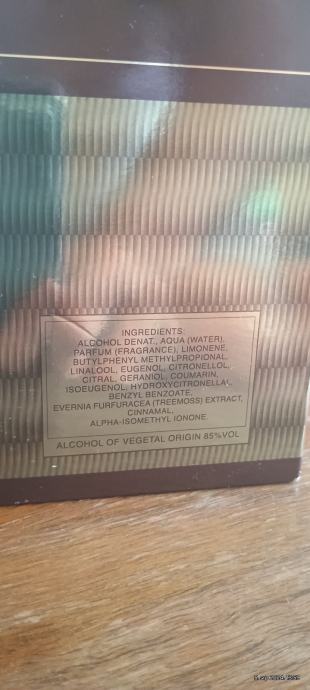 INGREDIENTS:
ALCOHOL DENAT., AQUA (WATER),
PARFUM (FRAGRANCE), LIMONENE,
BUTYLPHENYL METHYLPROPIONAL,
LINALOOL, EUGENOL, CITRONELLOL,
CITRAL, GERANIOL, COUMARIN,
ISOEUGENOL, HYDROXYCITRONELLAL,
BENZYL BENZOATE,
EVERNIA FURFURACEA (TREEMOSS) EXTRACT,
CINNAMAL,
ALPHA-ISOMETHYL IONONE.
ALCOHOL OF VEGETAL ORIGIN 85%VOL